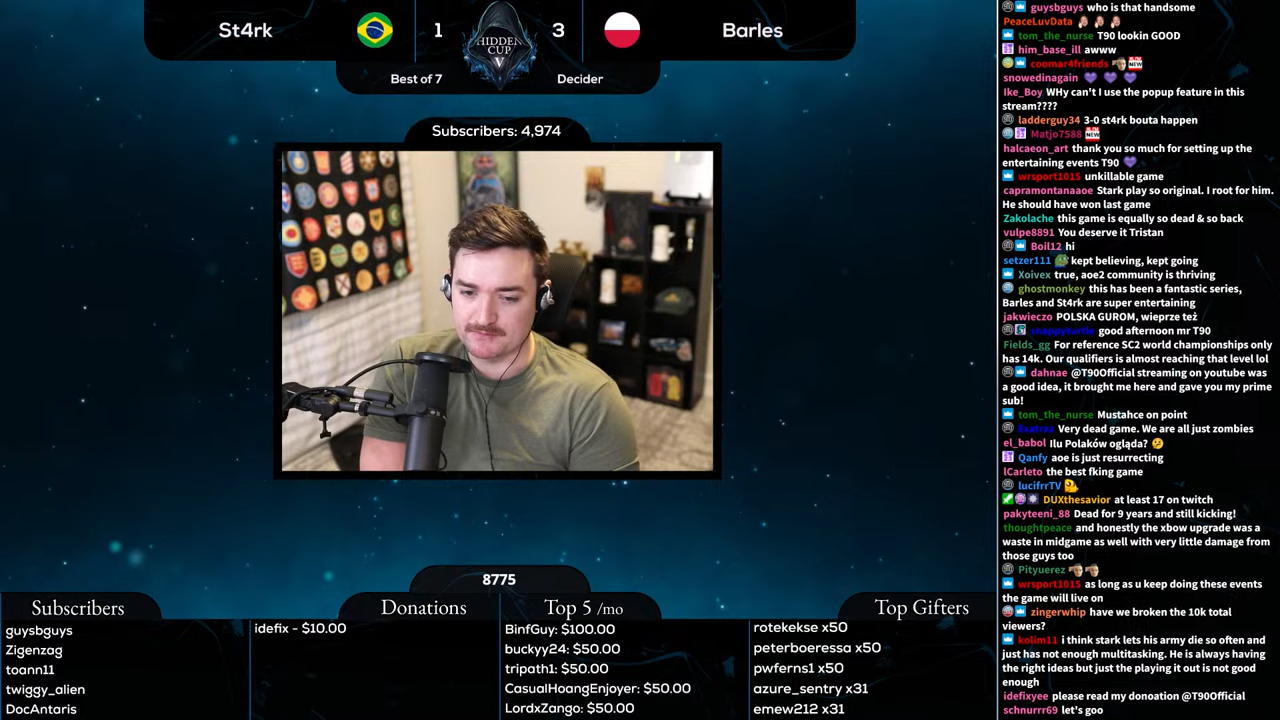 St4rk
1
HIDDEN
CUP
V
3
Barles
Best of 7
Decider
Subscribers: 4,974
8775
Subscribers
guysbguys
Zigenzag
toann11
twiggy_alien
DocAntaris
Donations
idefix - $10.00
Top 5 /mo
BinfGuy: $100.00
buckyy24: $50.00
tripath1: $50.00
CasualHoangEnjoyer: $50.00
LordxZango: $50.00
Top Gifters
rotekekse x50
peterboeressa x50
pwferns1 x50
azure_sentry x31
emew212 x31
guysbguys who is that handsome
PeaceLuvData
tom_the_nurse T90 lookin GOOD
him_base_ill awww
coomar4friends NEW
snowedinagain 💜 💜 💜
Ike_Boy WHy can't I use the popup feature in this
stream????
ladderguy34 3-0 st4rk bouta happen
Matjo7588 NEW
halcaeon_art thank you so much for setting up the
entertaining events T90 💜
wrsport1015 unkillable game
capramontanaaoe Stark play so original. I root for him.
He should have won last game
Zakolache this game is equally so dead & so back
vulpe8891 You deserve it Tristan
Boil12 hi
setzer111 kept believing, kept going
Xoivex true, aoe2 community is thriving
ghostmonkey this has been a fantastic series,
Barles and St4rk are super entertaining
jakwieczo POLSKA GUROM, wieprze też
snappyturtle good afternoon mr T90
Fields_gg For reference SC2 world championships only
has 14k. Our qualifiers is almost reaching that level lol
dahnae @T90Official streaming on youtube was
a good idea, it brought me here and gave you my prime
sub!
tom_the_nurse Mustahce on point
Very dead game. We are all just zombies
el_babol Ilu Polaków ogląda? 😕
Qanfy aoe is just resurrecting
lCarleto the best fking game
lucifrrTV
DUXthesavior at least 17 on twitch
pakyteeni_88 Dead for 9 years and still kicking!
thoughtpeace and honestly the xbow upgrade was a
waste in midgame as well with very little damage from
those guys too
Pityuerez
wrsport1015 as long as u keep doing these events
the game will live on
zingerwhip have we broken the 10k total
viewers?
kolim11 i think stark lets his army die so often and
just has not enough multitasking. He is always having
the right ideas but just the playing it out is not good
enough
idefixyee please read my donoation @T90Official
schnurrr69 let's goo